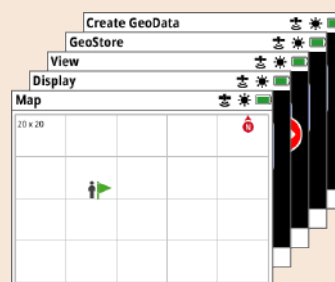 Create GeoData
GeoStore
View
Display
Map
20 x 20
N